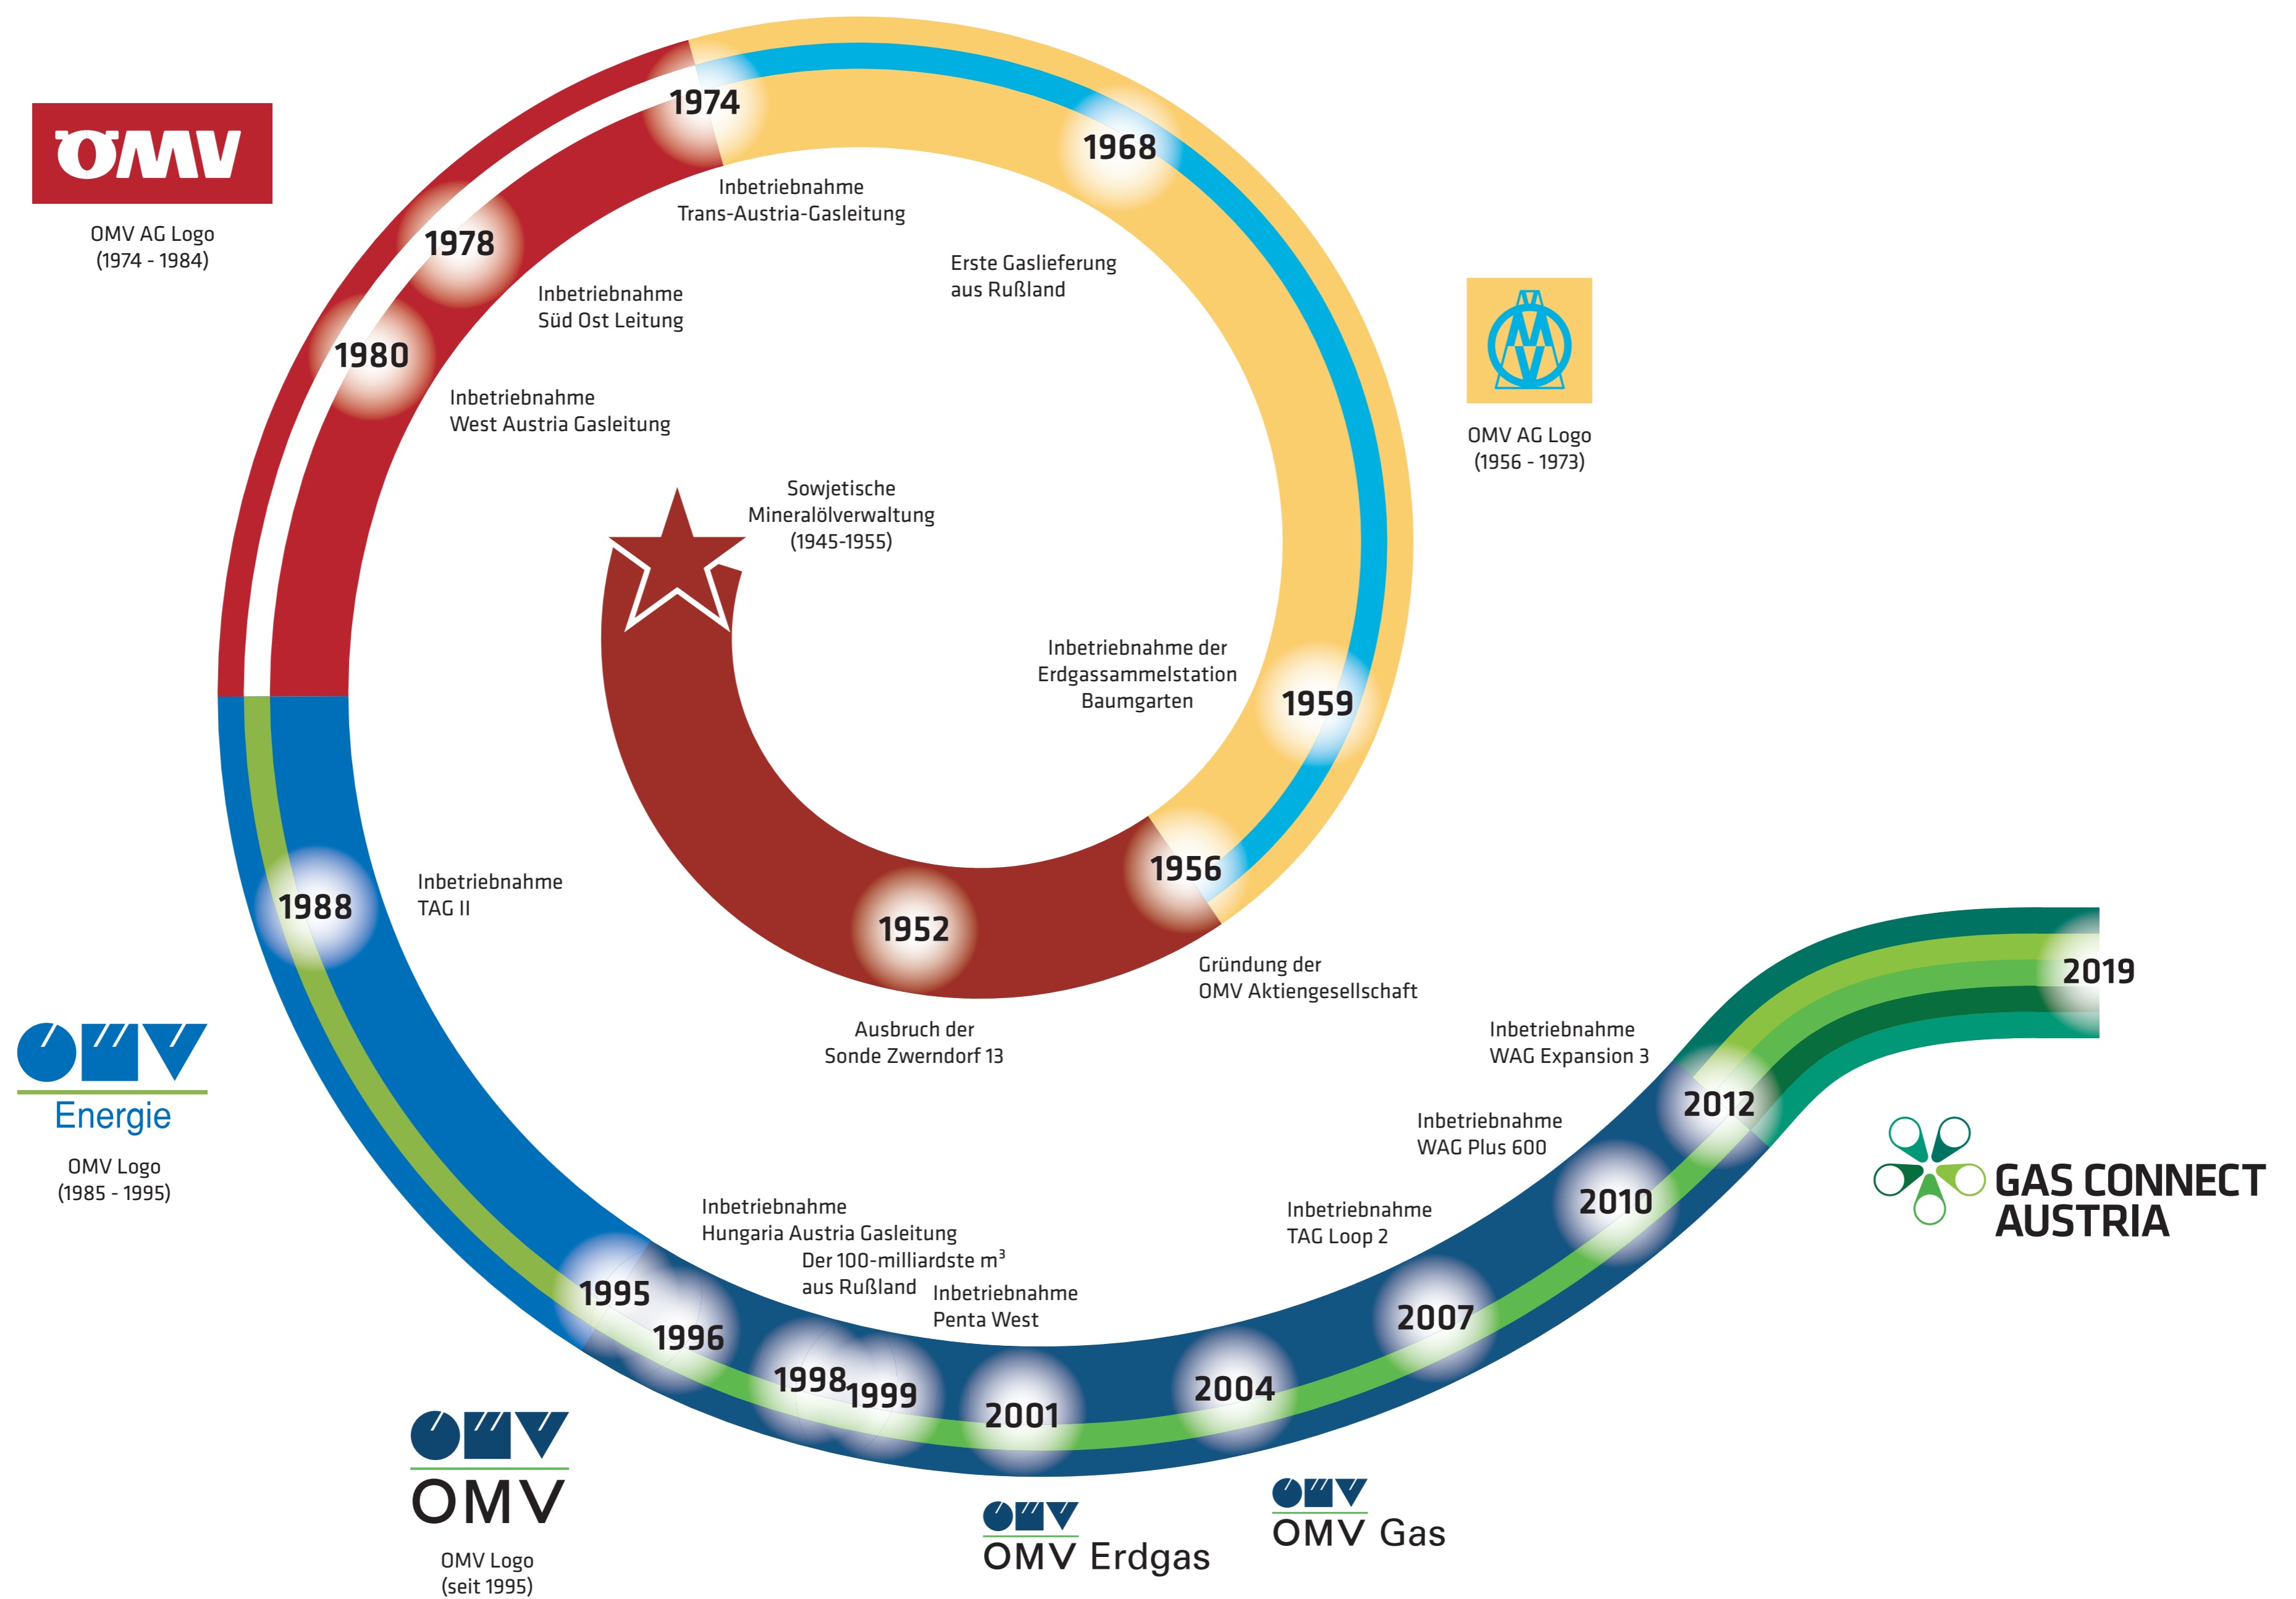 Sowjetische
Mineralölverwaltung
(1945-1955)
1952
Ausbruch der
Sonde Zwerndorf 13
1956
Gründung der
OMV Aktiengesellschaft
OMV AG Logo
(1956 - 1973)
1959
Inbetriebnahme der
Erdgassammelstation
Baumgarten
1968
Erste Gaslieferung
aus Rußland
1974
Inbetriebnahme
Trans-Austria-Gasleitung
ÖMV
OMV AG Logo
(1974 - 1984)
1978
Inbetriebnahme
Süd Ost Leitung
1980
Inbetriebnahme
West Austria Gasleitung
1988
Inbetriebnahme
TAG II
OMV
Energie
OMV Logo
(1985 - 1995)
1995
1996
Inbetriebnahme
Hungaria Austria Gasleitung
OMV
OMV
OMV Logo
(seit 1995)
1998
Der 100-milliardste m³
aus Rußland
1999
Inbetriebnahme
Penta West
2001
OMV
OMV Erdgas
2004
OMV
OMV Gas
2007
Inbetriebnahme
TAG Loop 2
2010
Inbetriebnahme
WAG Plus 600
2012
Inbetriebnahme
WAG Expansion 3
2019
GAS CONNECT
AUSTRIA